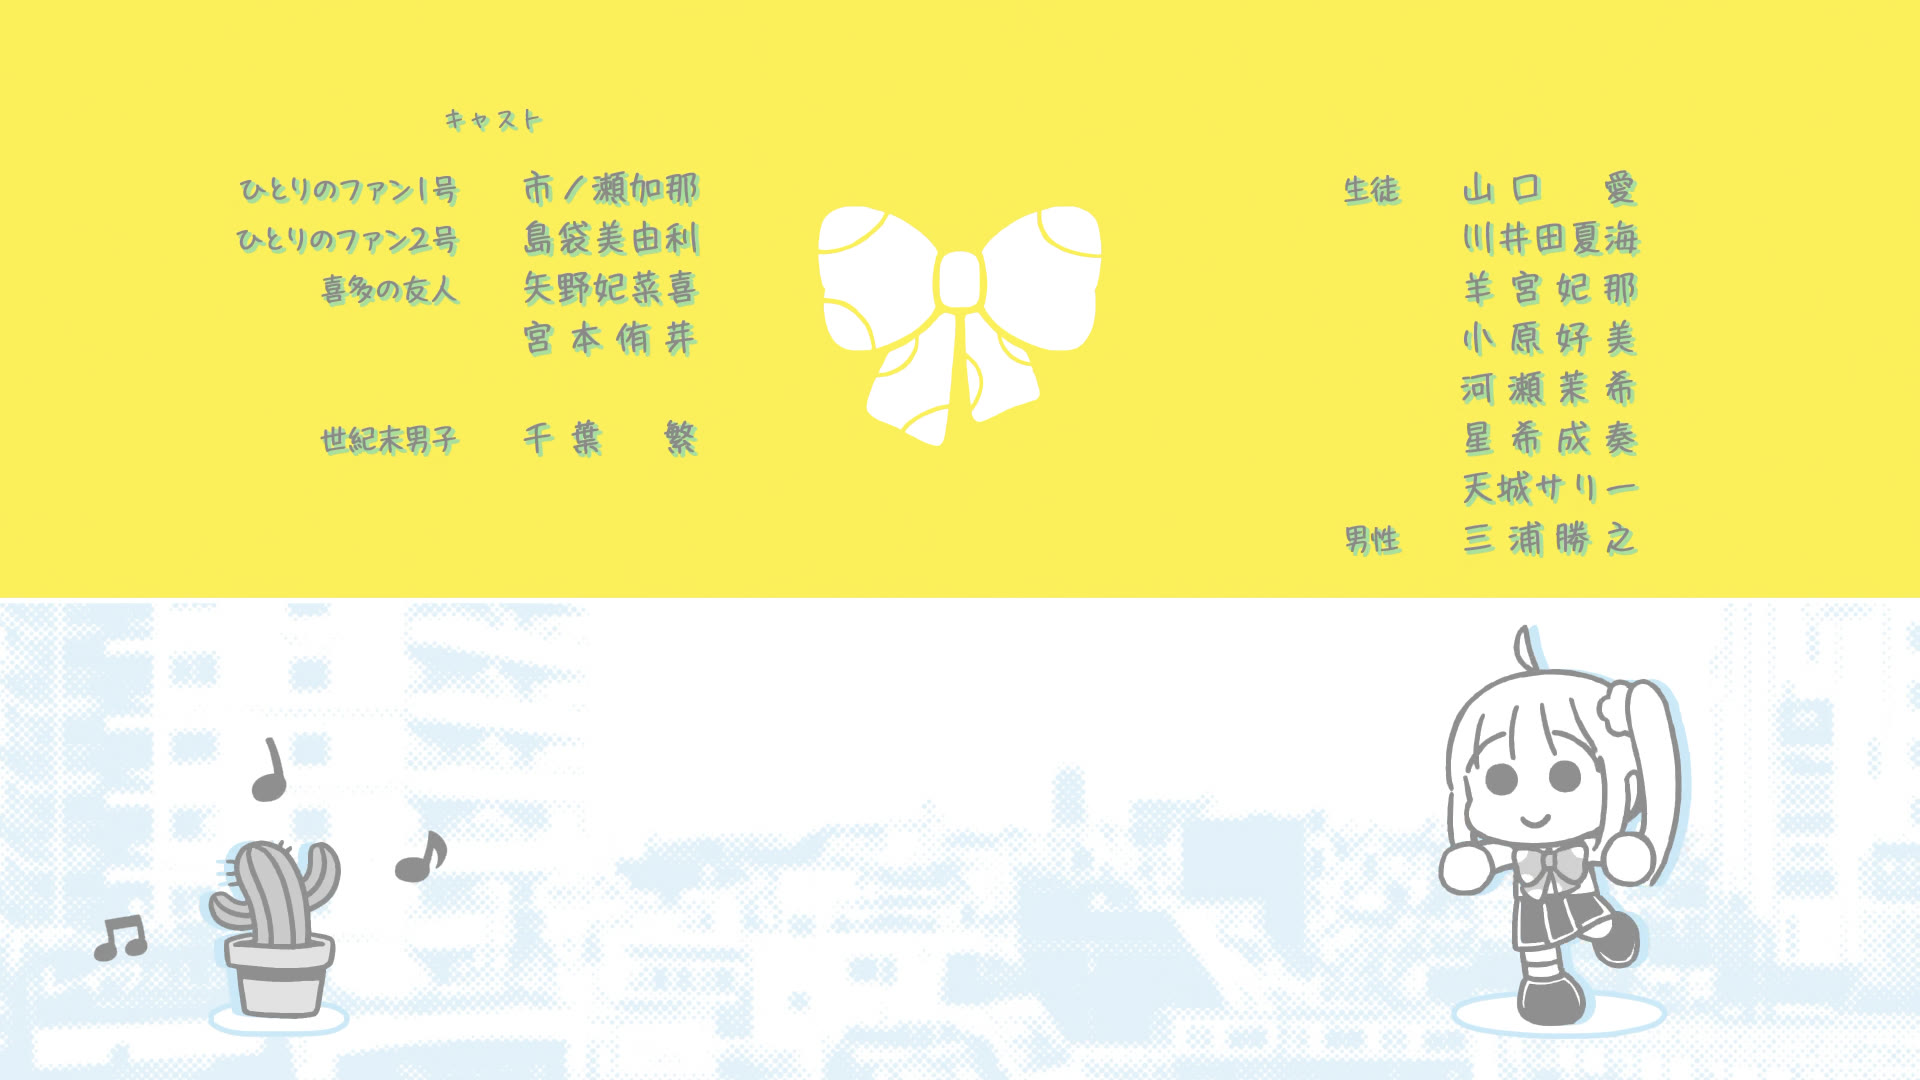 キャスト
ひとりのファン1号 市ノ瀬加那
ひとりのファン2号 島袋美由利
喜多の友人 矢野妃菜喜
宮本侑芽
世紀末男子 千葉 繁
生徒 山口 愛
川井田夏海
羊宮妃那
小原好美
河瀬茉希
星希成奏
天城サリー
男性 三浦勝之